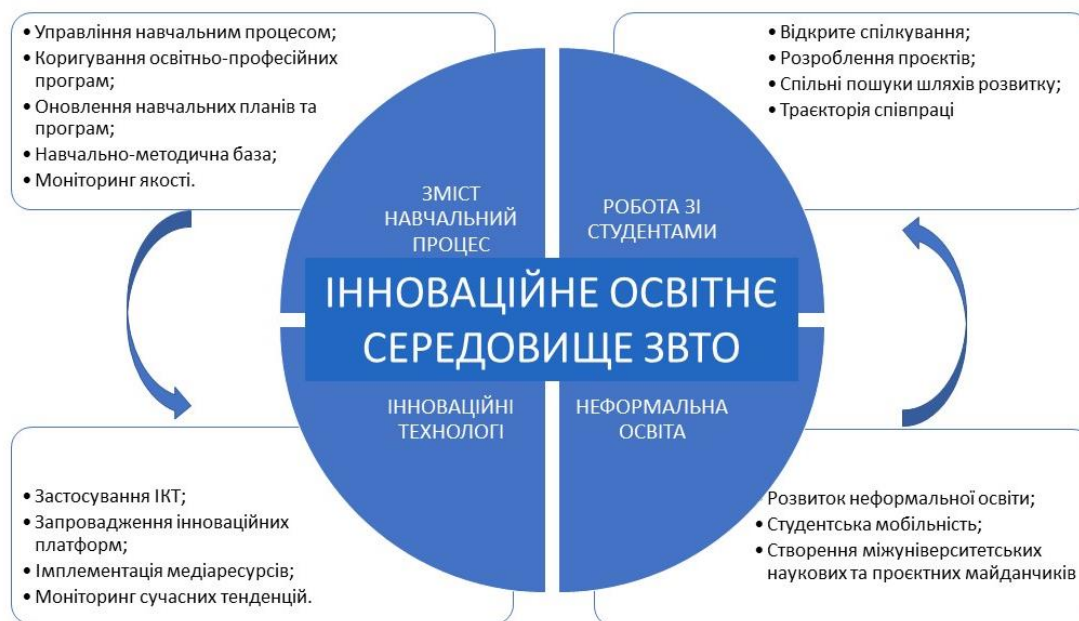 • Управління навчальним процесом;
• Коригування освітньо-професійних
програм;
• Оновлення навчальних планів та
програм;
• Навчально-методична база;
• Моніторинг якості.
• Відкрите спілкування;
• Розроблення проєктів;
• Спільні пошуки шляхів розвитку;
• Траєкторія співпраці
ЗМІСТ
НАВЧАЛЬНИЙ
ПРОЦЕС
РОБОТА ЗІ
СТУДЕНТАМИ
ІННОВАЦІЙНЕ ОСВІТНЄ
СЕРЕДОВИЩЕ ЗВТО
ІННОВАЦІЙНІ
ТЕХНОЛОГІ
НЕФОРМАЛЬНА
ОСВІТА
• Застосування ІКТ;
• Запровадження інноваційних
платформ;
• Імплементація медіаресурсів;
• Моніторинг сучасних тенденцій.
• Розвиток неформальної освіти;
• Студентська мобільність;
• Створення міжуніверситетських
наукових та проєктних майданчиків